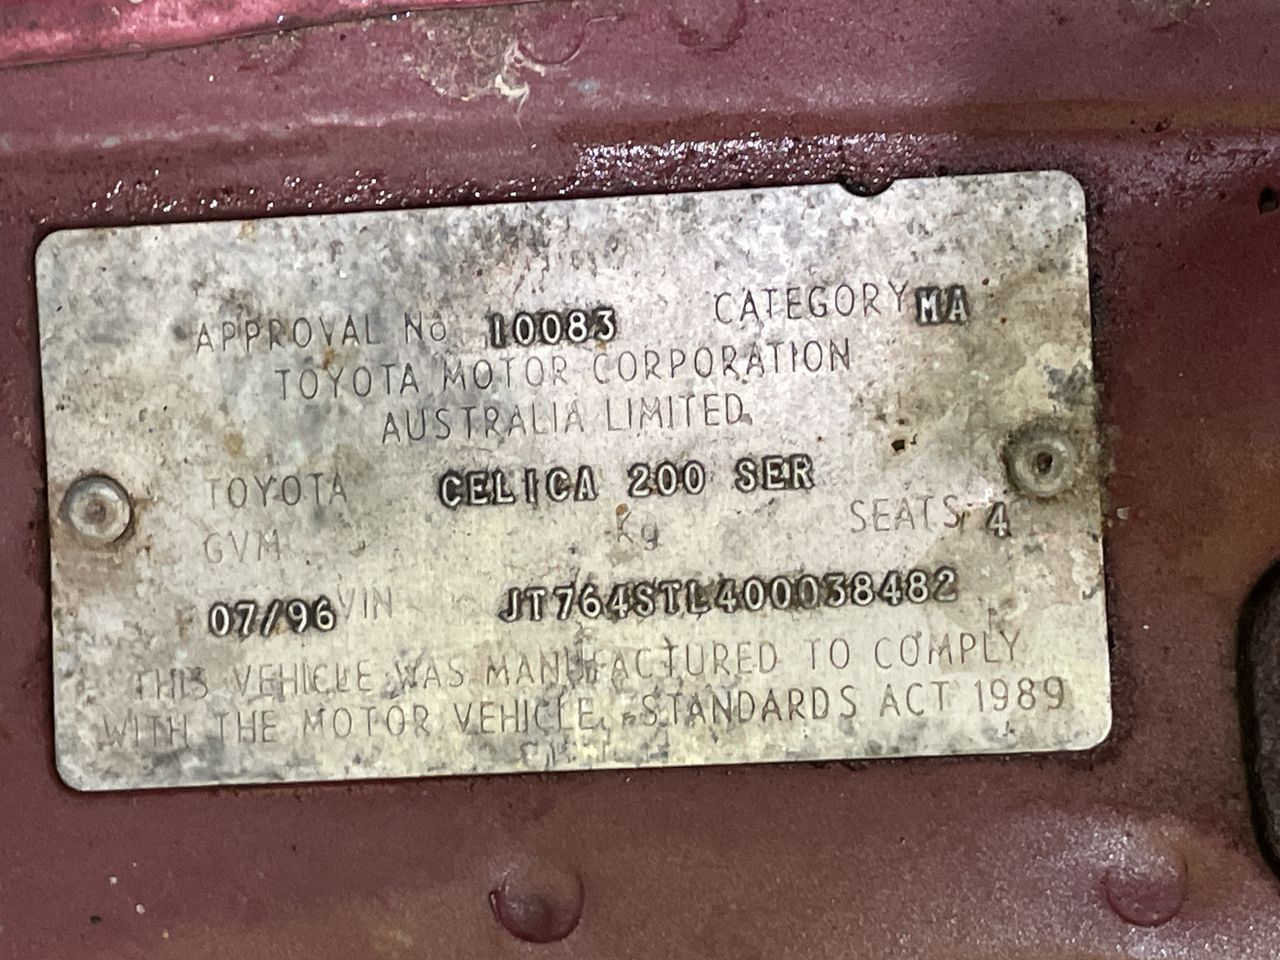 APPROVAL No 10083 CATEGORY MA
TOYOTA MOTOR CORPORATION
AUSTRALIA LIMITED
TOYOTA CELICA 200 SER
GVM Kg SEATS 4
07/96 VIN JT764STL400038482
THIS VEHICLE WAS MANUFACTURED TO COMPLY
WITH THE MOTOR VEHICLE STANDARDS ACT 1989